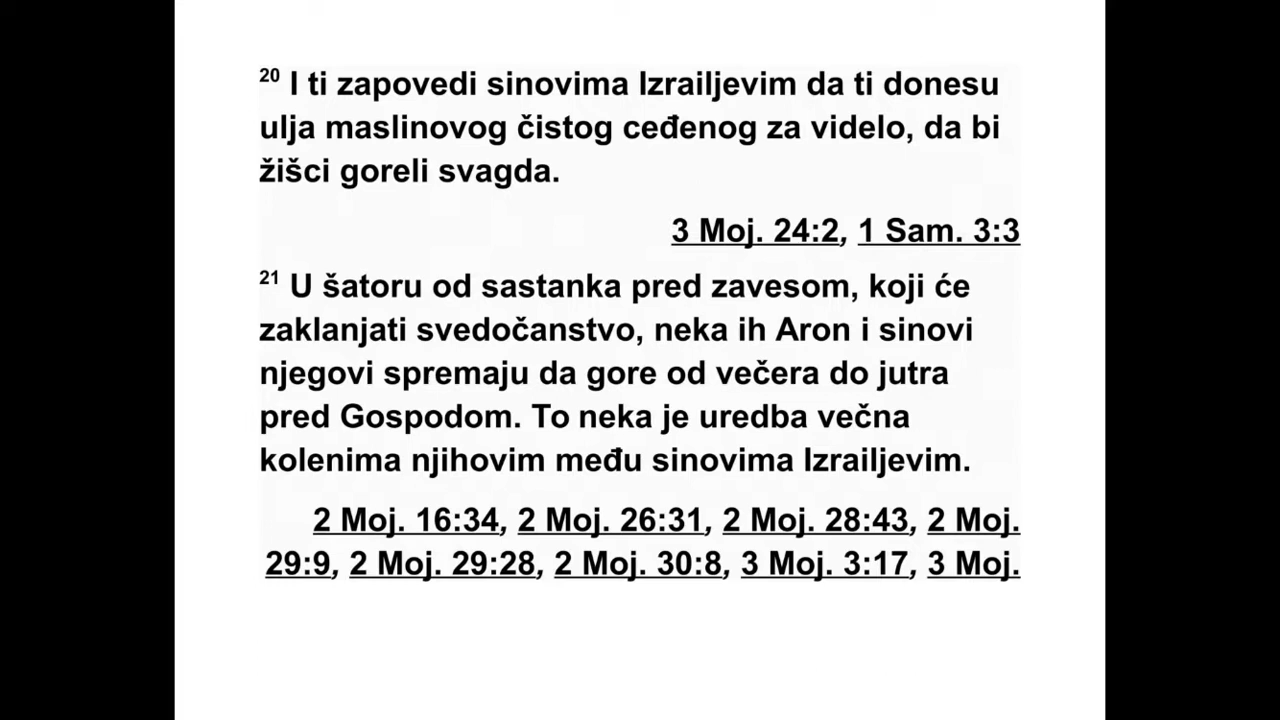 20 I ti zapovedi sinovima Izrailjevim da ti donesu
ulja maslinovog čistog ceđenog za videlo, da bi
žišci goreli svagda.
3 Moj. 24:2, 1 Sam. 3:3
21 U šatoru od sastanka pred zavesom, koji će
zaklanjati svedočanstvo, neka ih Aron i sinovi
njegovi spremaju da gore od večera do jutra
pred Gospodom. To neka je uredba večna
kolenima njihovim među sinovima Izrailjevim.
2 Moj. 16:34, 2 Moj. 26:31, 2 Moj. 28:43, 2 Moj.
29:9, 2 Moj. 29:28, 2 Moj. 30:8, 3 Moj. 3:17, 3 Moj.